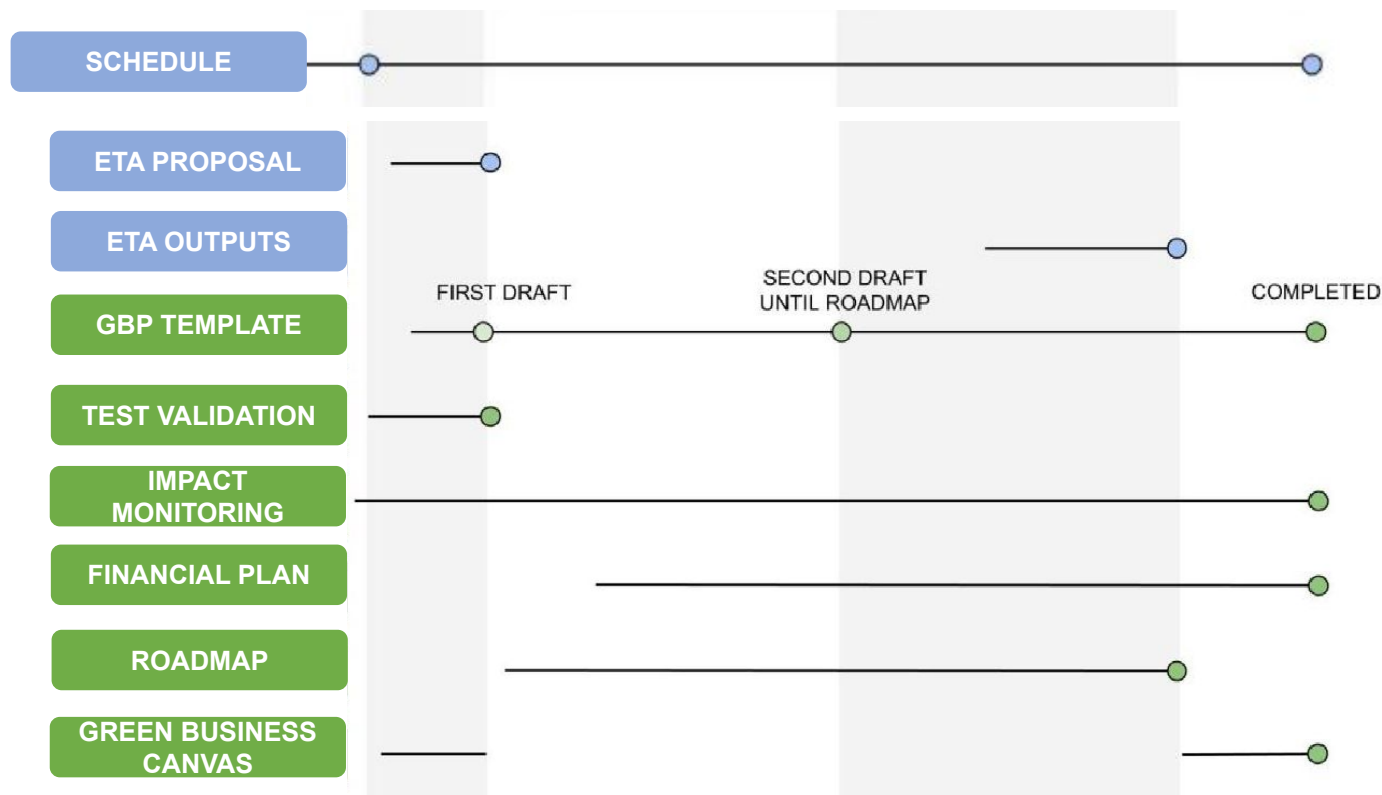 SCHEDULE
ETA PROPOSAL
ETA OUTPUTS
FIRST DRAFT
SECOND DRAFT
UNTIL ROADMAP
COMPLETED
GBP TEMPLATE
TEST VALIDATION
IMPACT
MONITORING
FINANCIAL PLAN
ROADMAP
GREEN BUSINESS
CANVAS